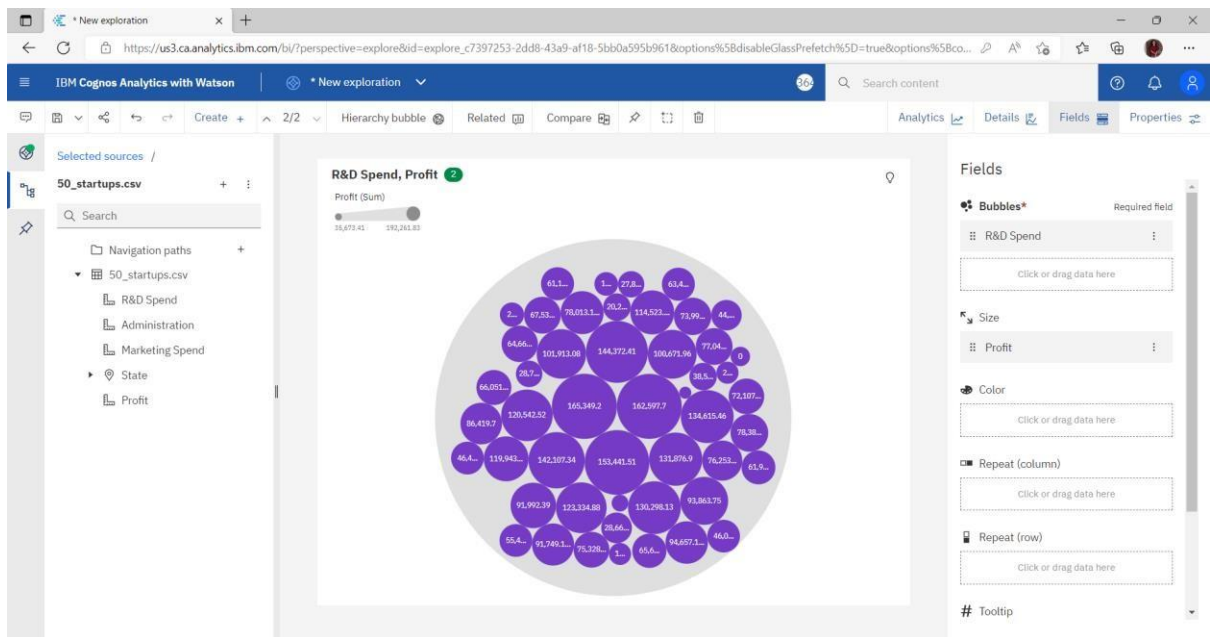 * New exploration
https://us3.ca.analytics.ibm.com/bi/?perspective=explore&id=explore_c7397253-2dd8-43a9-af18-5bb0a595b961&options%5BdisableGlassPrefetch%5D=true&options%5Bco...
IBM Cognos Analytics with Watson
* New exploration
364
Search content
Create +
2/2
Hierarchy bubble
Related
Compare
Analytics
Details
Fields
Properties
Selected sources /
50_startups.csv
Search
Navigation paths
50_startups.csv
R&D Spend
Administration
Marketing Spend
State
Profit
R&D Spend, Profit 2
Profit (Sum)
192,261.83
61,1... 1... 27,8... 63,4...
2... 67,53... 78,013.1... 20,2... 114,523... 73,99... 44,...
64,66... 101,913.08 144,372.41 100,671.96 77,04... 0
28,7... 38,5... 2...
66,051... 72,107...
86,419.7 120,542.52 165,349.2 162,597.7 134,615.46
78,38...
46,4... 119,943... 142,107.34 153,441.51 131,876.9 76,253... 61,9...
91,992.39 123,334.88 130,298.13 93,863.75
28,66...
55,4... 91,749.1... 75,328... 1... 65,6... 94,657.1... 46,0...
Fields
Bubbles*
Required field
R&D Spend
Click or drag data here
Size
Profit
Color
Click or drag data here
Repeat (column)
Click or drag data here
Repeat (row)
Click or drag data here
Tooltip